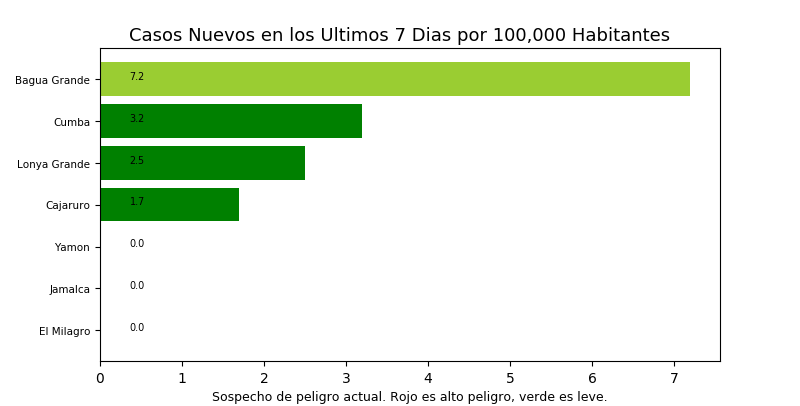 Casos Nuevos en los Ultimos 7 Dias por 100,000 Habitantes
Bagua Grande 7.2
Cumba 3.2
Lonya Grande 2.5
Cajaruro 1.7
Yamon 0.0
Jamalca 0.0
El Milagro 0.0
0 1 2 3 4 5 6 7
Sospecho de peligro actual. Rojo es alto peligro, verde es leve.